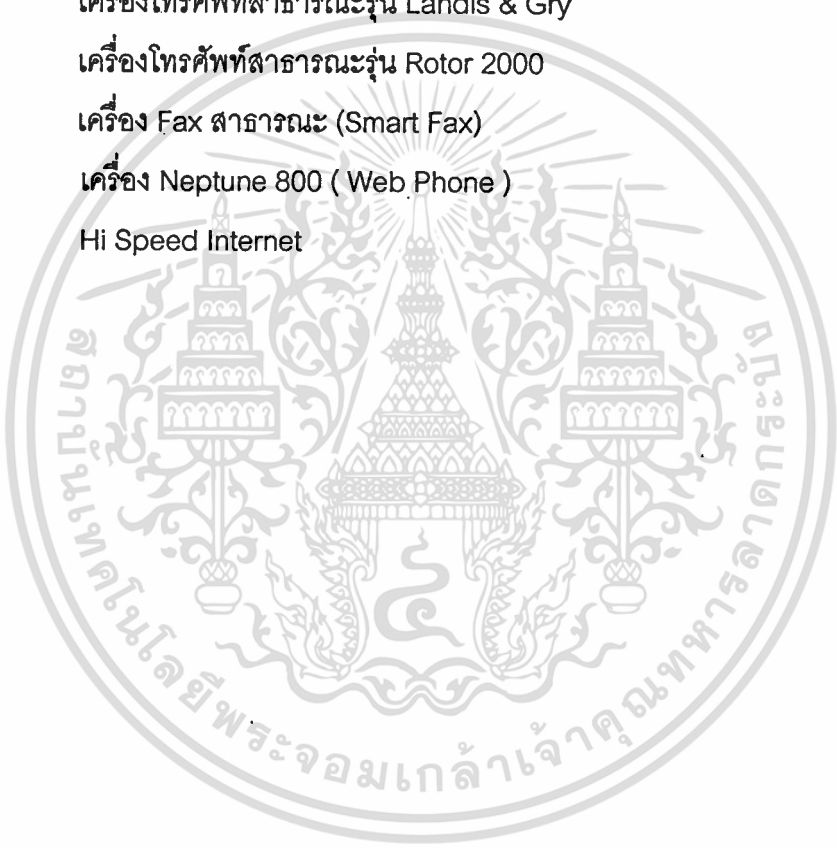 เครื่องโทรศัพท์สาธารณะรุ่น Landis & Gry
เครื่องโทรศัพท์สาธารณะรุ่น Rotor 2000
เครื่อง Fax สาธารณะ (Smart Fax)
เครื่อง Neptune 800 ( Web Phone )
Hi Speed Internet
สถาบันเทคโนโลยีพระจอมเกล้าเจ้าคุณทหารลาดกระบัง